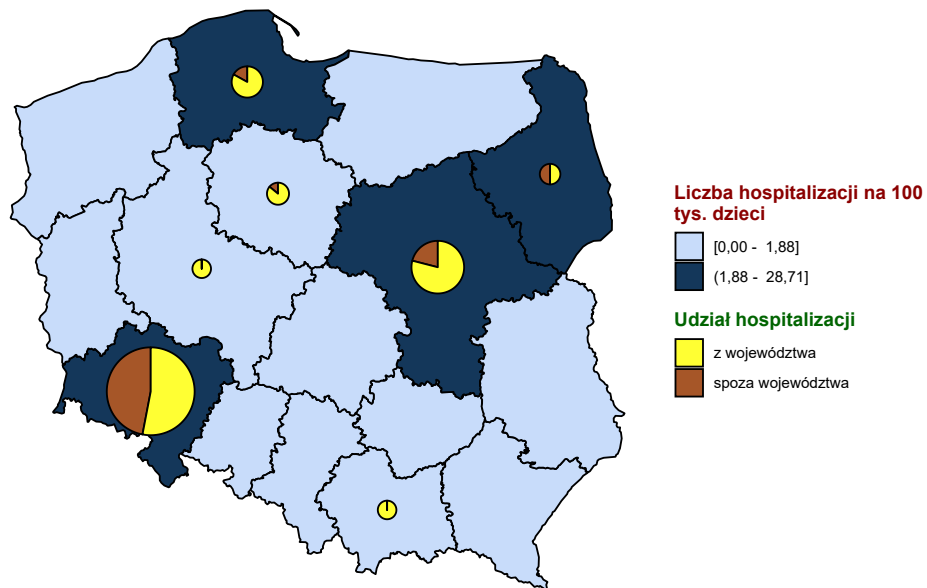 Liczba hospitalizacji na 100
tys. dzieci
[0,00 - 1,88]
(1,88 - 28,71]
Udział hospitalizacji
z województwa
spoza województwa